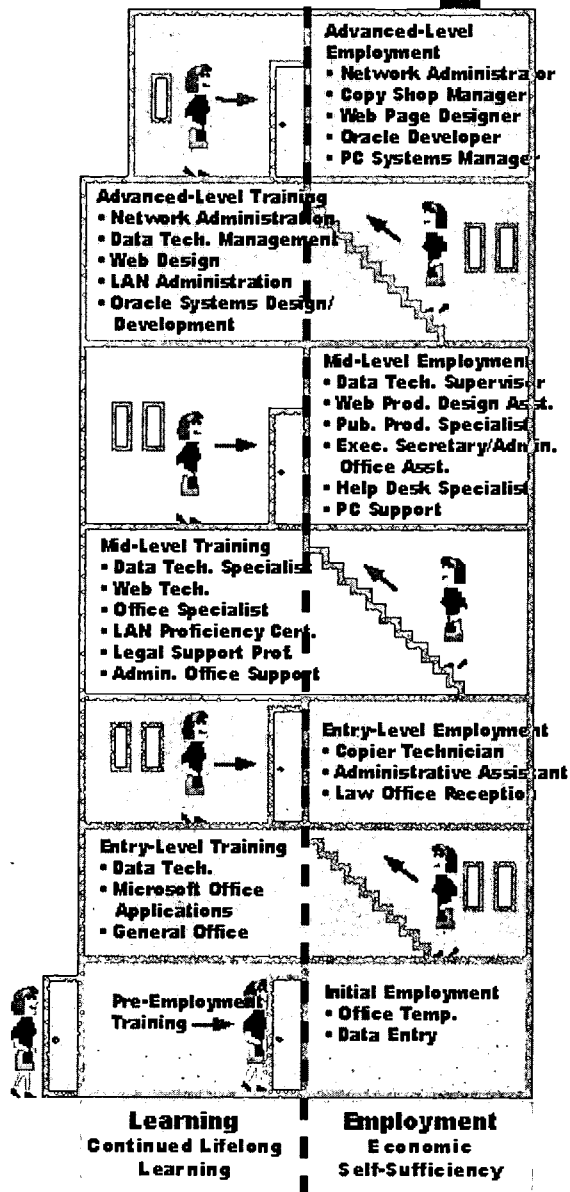 Advanced-Level
Employment
• Network Administrator
• Copy Shop Manager
• Web Page Designer
• Oracle Developer
• PC Systems Manager
Advanced-Level Training
• Network Administration
• Data Tech. Management
• Web Design
• LAN Administration
• Oracle Systems Design/
Development
Mid-Level Employment
• Data Tech. Supervisor
• Web Prod. Design Asst.
• Pub. Prod. Specialist
• Exec. Secretary/Admin.
Office Asst.
• Help Desk Specialist
• PC Support
Mid-Level Training
• Data Tech. Specialist
• Web Tech.
• Office Specialist
• LAN Proficiency Cert.
• Legal Support Prof.
• Admin. Office Support
Entry-Level Employment
• Copier Technician
• Administrative Assistant
• Law Office Reception
Entry-Level Training
• Data Tech.
• Microsoft Office
Applications
• General Office
Pre-Employment
Training
Initial Employment
• Office Temp.
• Data Entry
Learning
Continued Lifelong
Learning
Employment
Economic
Self-Sufficiency